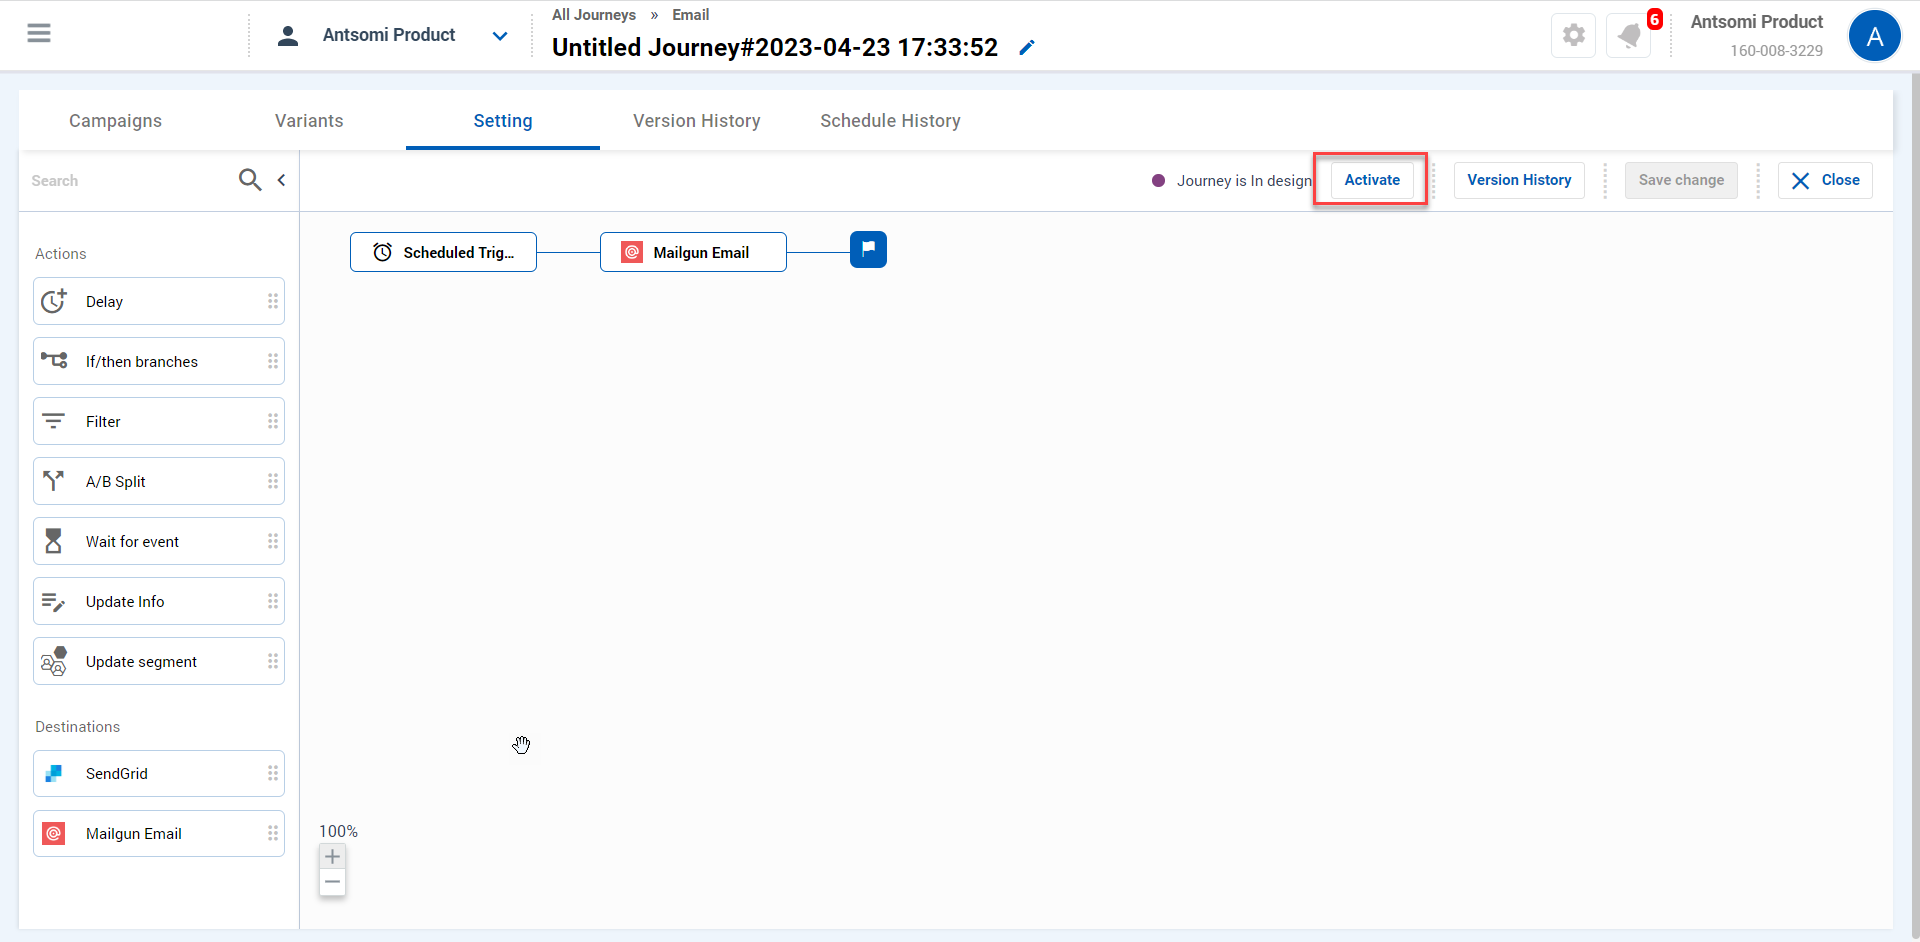 All Journeys » Email
Antsomi Product
Untitled Journey#2023-04-23 17:33:52
6
Antsomi Product
160-008-3229
A
Campaigns
Variants
Setting
Version History
Schedule History
Search
Journey is In design
Activate
Version History
Save change
Close
Scheduled Trig...
Mailgun Email
Actions
Delay
If/then branches
Filter
A/B Split
Wait for event
Update Info
Update segment
Destinations
SendGrid
Mailgun Email
100%